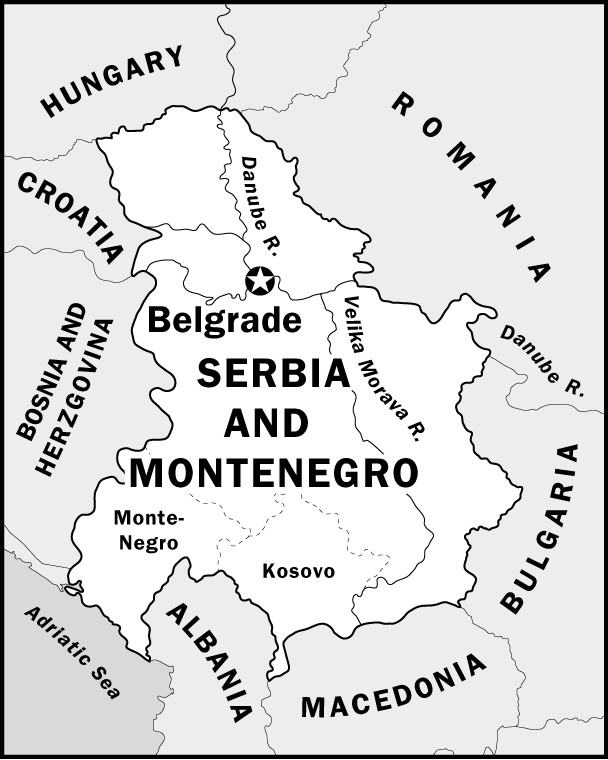 HUNGARY
ROMANIA
CROATIA
Danube R.
Belgrade
Velika Morava R.
Danube R.
BOSNIA AND
HERZGOVINA
SERBIA
AND
MONTENEGRO
BULGARIA
Monte-
Negro
Kosovo
Adriatic Sea
ALBANIA
MACEDONIA